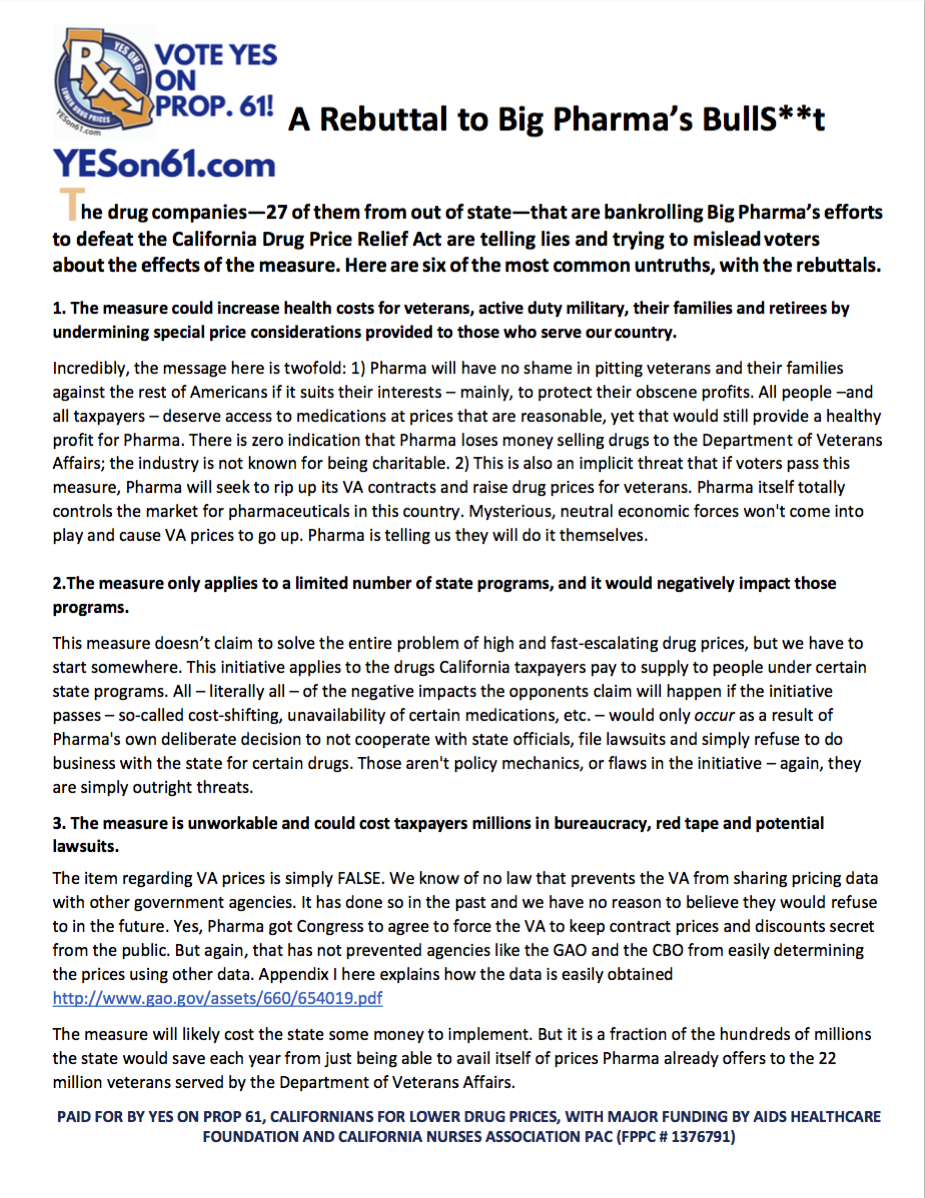 Rx
YES ON 61
LOWER DRUG PRICES
YESon61.com
VOTE YES
ON
PROP. 61!
A Rebuttal to Big Pharma’s BullS**t
YESon61.com
The drug companies—27 of them from out of state—that are bankrolling Big Pharma’s efforts
to defeat the California Drug Price Relief Act are telling lies and trying to mislead voters
about the effects of the measure. Here are six of the most common untruths, with the rebuttals.
1. The measure could increase health costs for veterans, active duty military, their families and retirees by
undermining special price considerations provided to those who serve our country.
Incredibly, the message here is twofold: 1) Pharma will have no shame in pitting veterans and their families
against the rest of Americans if it suits their interests – mainly, to protect their obscene profits. All people –and
all taxpayers – deserve access to medications at prices that are reasonable, yet that would still provide a healthy
profit for Pharma. There is zero indication that Pharma loses money selling drugs to the Department of Veterans
Affairs; the industry is not known for being charitable. 2) This is also an implicit threat that if voters pass this
measure, Pharma will seek to rip up its VA contracts and raise drug prices for veterans. Pharma itself totally
controls the market for pharmaceuticals in this country. Mysterious, neutral economic forces won't come into
play and cause VA prices to go up. Pharma is telling us they will do it themselves.
2.The measure only applies to a limited number of state programs, and it would negatively impact those
programs.
This measure doesn’t claim to solve the entire problem of high and fast-escalating drug prices, but we have to
start somewhere. This initiative applies to the drugs California taxpayers pay to supply to people under certain
state programs. All – literally all – of the negative impacts the opponents claim will happen if the initiative
passes – so-called cost-shifting, unavailability of certain medications, etc. – would only occur as a result of
Pharma's own deliberate decision to not cooperate with state officials, file lawsuits and simply refuse to do
business with the state for certain drugs. Those aren't policy mechanics, or flaws in the initiative – again, they
are simply outright threats.
3. The measure is unworkable and could cost taxpayers millions in bureaucracy, red tape and potential
lawsuits.
The item regarding VA prices is simply FALSE. We know of no law that prevents the VA from sharing pricing data
with other government agencies. It has done so in the past and we have no reason to believe they would refuse
to in the future. Yes, Pharma got Congress to agree to force the VA to keep contract prices and discounts secret
from the public. But again, that has not prevented agencies like the GAO and the CBO from easily determining
the prices using other data. Appendix I here explains how the data is easily obtained
http://www.gao.gov/assets/660/654019.pdf
The measure will likely cost the state some money to implement. But it is a fraction of the hundreds of millions
the state would save each year from just being able to avail itself of prices Pharma already offers to the 22
million veterans served by the Department of Veterans Affairs.
PAID FOR BY YES ON PROP 61, CALIFORNIANS FOR LOWER DRUG PRICES, WITH MAJOR FUNDING BY AIDS HEALTHCARE
FOUNDATION AND CALIFORNIA NURSES ASSOCIATION PAC (FPPC # 1376791)